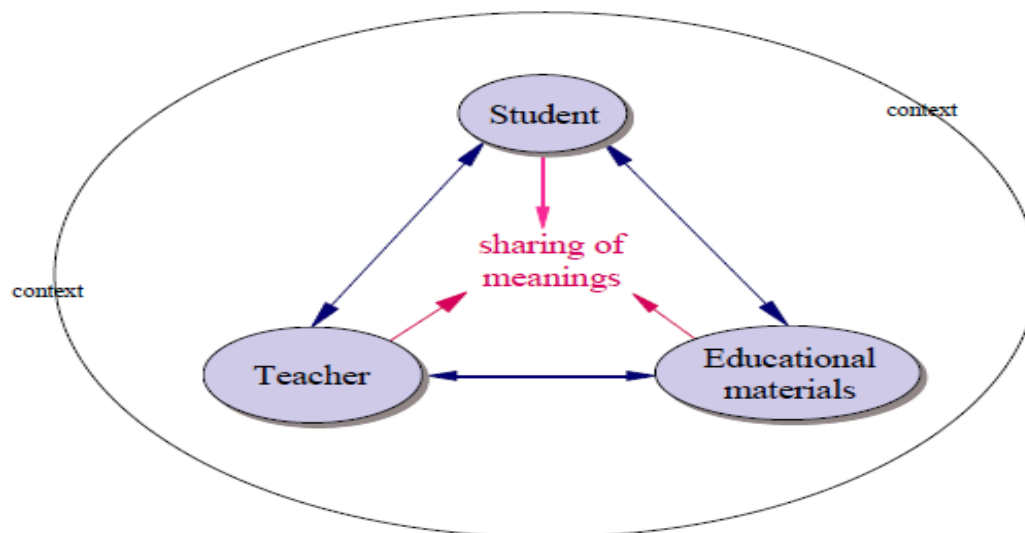 context
Student
sharing of
meanings
context
Teacher
Educational
materials